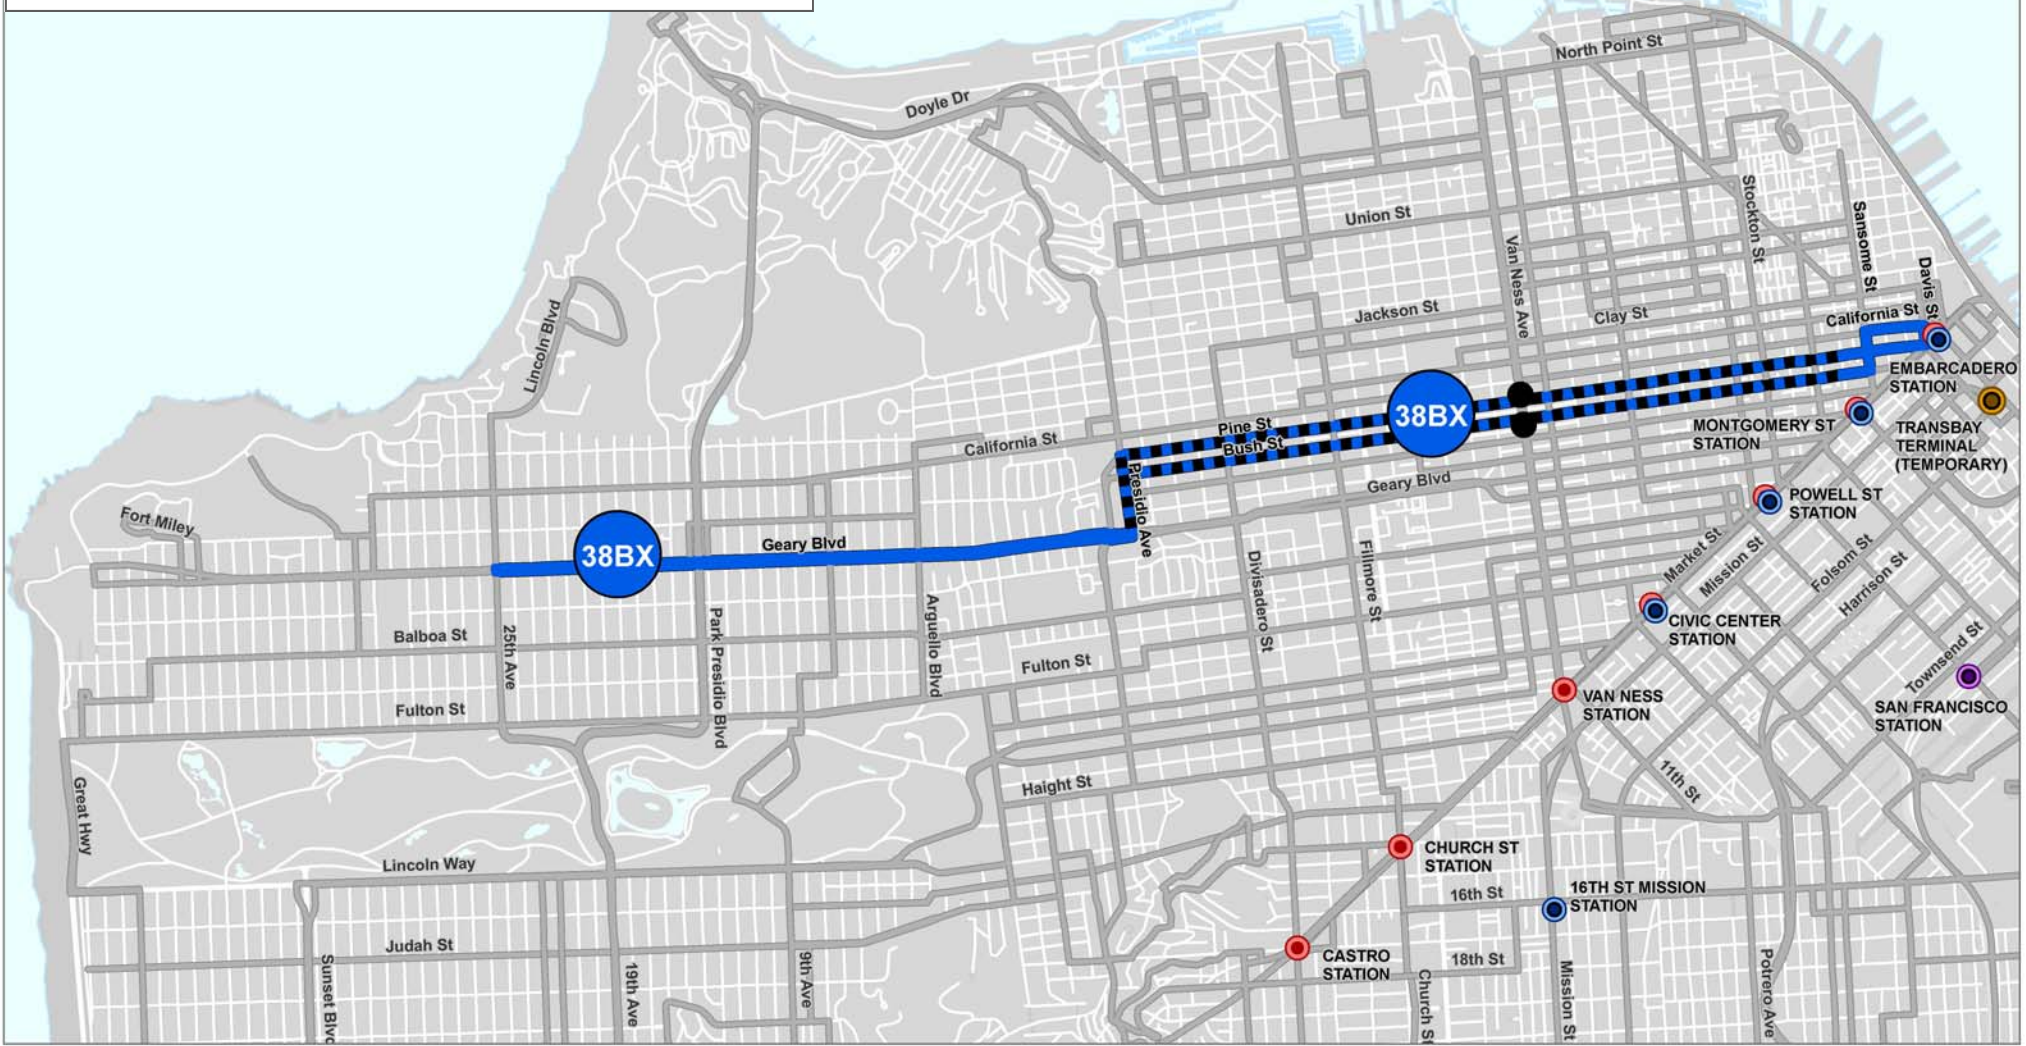 North Point St
Doyle Dr
Union St
Stockton St
Sansome St
Van Ness Ave
Davis St
Lincoln Blvd
Jackson St
Clay St
California St
EMBARCADERO
STATION
38BX
Pine St
Bush St
MONTGOMERY ST
STATION
TRANSBAY
TERMINAL
(TEMPORARY)
California St
Presidio Ave
Geary Blvd
POWELL ST
STATION
Fort Miley
38BX
Geary Blvd
Divisadero St
Fillmore St
Market St
Mission St
Folsom St
Harrison St
Balboa St
25th Ave
Park Presidio Blvd
Arguello Blvd
Fulton St
CIVIC CENTER
STATION
Townsend St
Fulton St
VAN NESS
STATION
SAN FRANCISCO
STATION
Great Hwy
Haight St
11th St
Lincoln Way
CHURCH ST
STATION
16th St
16TH ST MISSION
STATION
Judah St
Sunset Blvd
19th Ave
9th Ave
CASTRO
STATION
18th St
Church St
Mission St
Potrero Ave